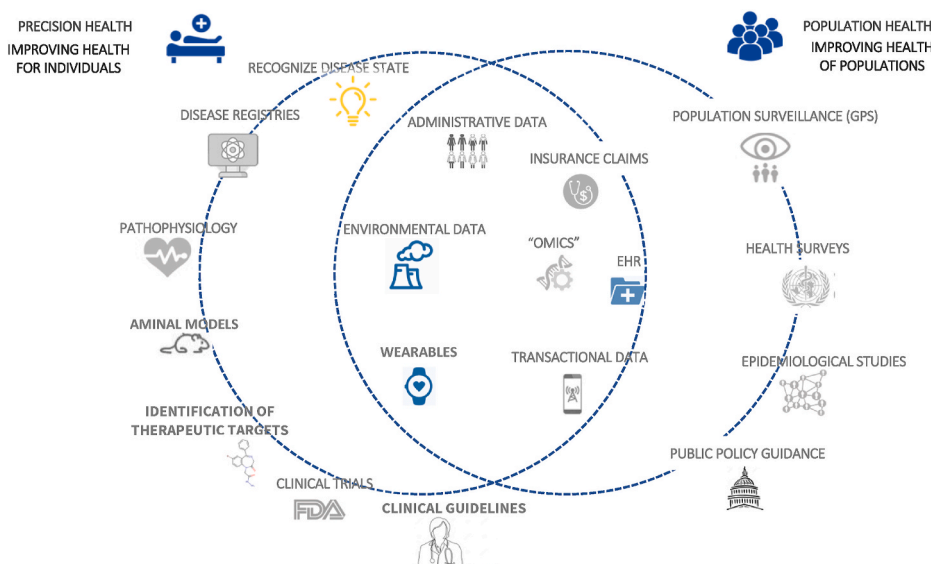 PRECISION HEALTH
IMPROVING HEALTH
FOR INDIVIDUALS
POPULATION HEALTH
IMPROVING HEALTH
OF POPULATIONS
RECOGNIZE DISEASE STATE
DISEASE REGISTRIES
ADMINISTRATIVE DATA
POPULATION SURVEILLANCE (GPS)
INSURANCE CLAIMS
$
PATHOPHYSIOLOGY
ENVIRONMENTAL DATA
"OMICS"
EHR
HEALTH SURVEYS
AMINAL MODELS
WEARABLES
TRANSACTIONAL DATA
EPIDEMIOLOGICAL STUDIES
IDENTIFICATION OF
THERAPEUTIC TARGETS
PUBLIC POLICY GUIDANCE
CLINICAL TRIALS
FDA
CLINICAL GUIDELINES